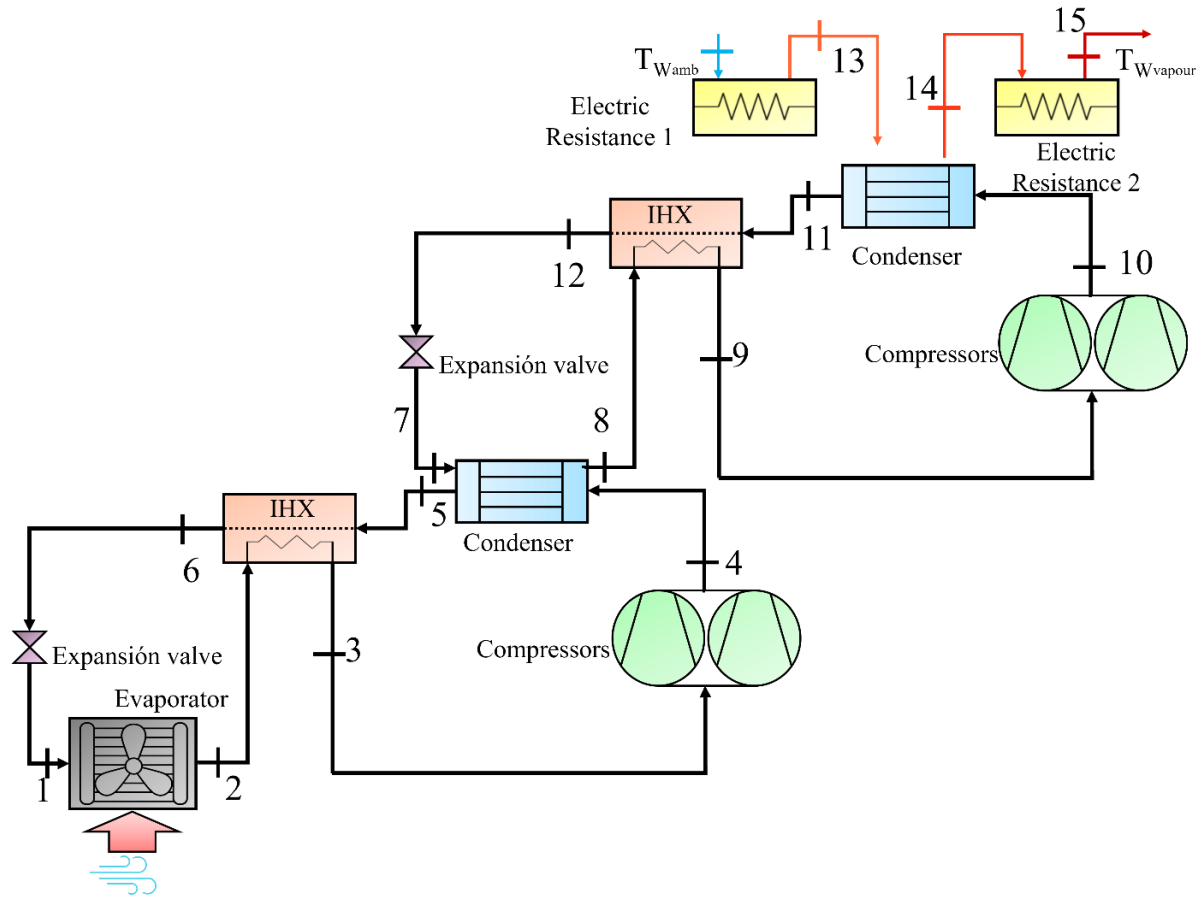 15
T_Wamb
13
T_Wvapour
14
Electric
Resistance 1
Electric
Resistance 2
IHX
11
Condenser
12
10
9
Compressors
Expansión valve
7
8
IHX
5
6
Condenser
4
3
Compressors
Expansión valve
Evaporator
1
2